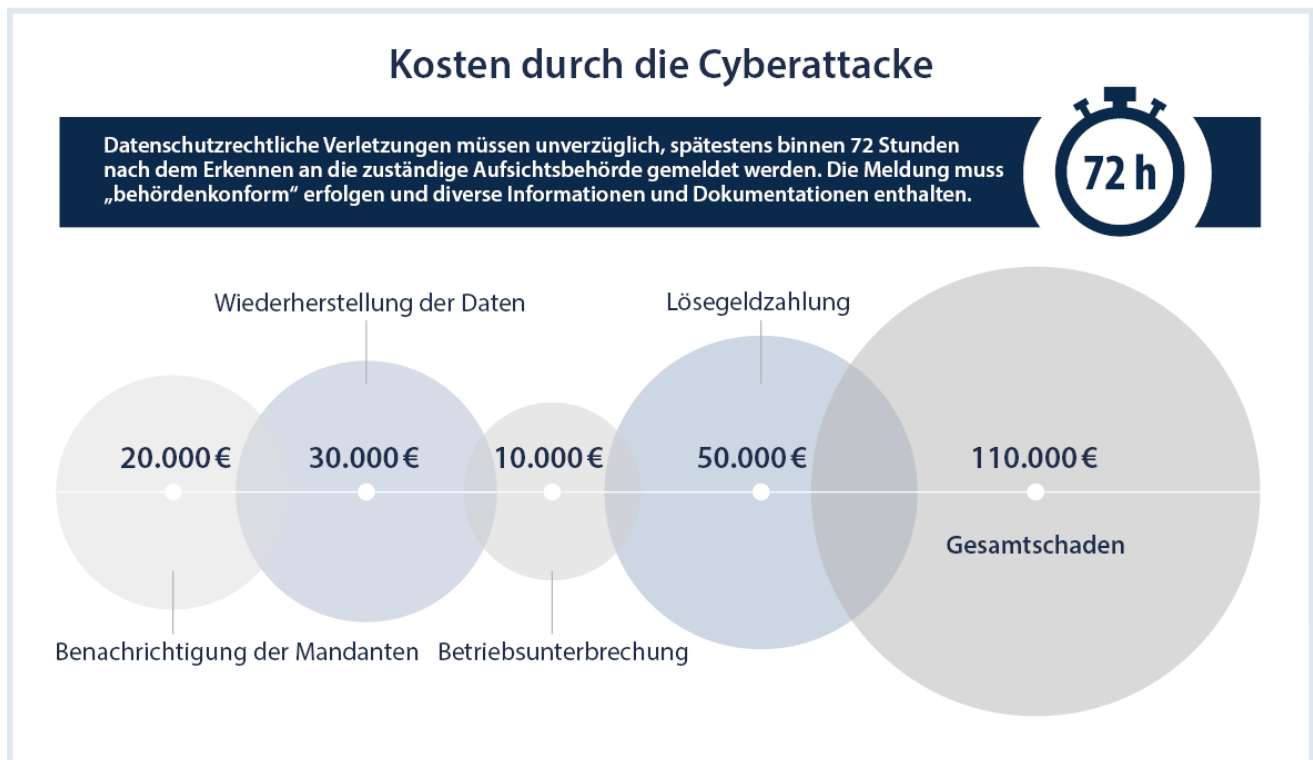 Kosten durch die Cyberattacke
Datenschutzrechtliche Verletzungen müssen unverzüglich, spätestens binnen 72 Stunden
nach dem Erkennen an die zuständige Aufsichtsbehörde gemeldet werden. Die Meldung muss
„behördenkonform“ erfolgen und diverse Informationen und Dokumentationen enthalten.
72 h
Wiederherstellung der Daten
Lösegeldzahlung
20.000 €
30.000 €
10.000 €
50.000 €
110.000 €
Gesamtschaden
Benachrichtigung der Mandanten
Betriebsunterbrechung